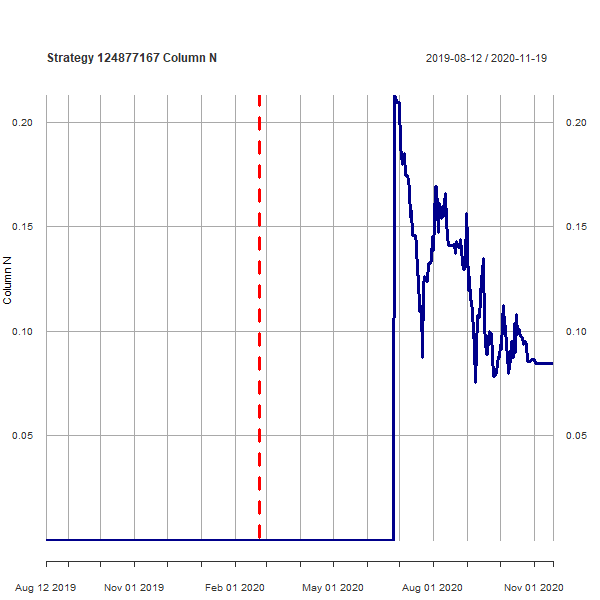 Strategy 124877167 Column N 2019-08-12 / 2020-11-19
0.20 0.20
0.15 0.15
0.10 0.10
0.05 0.05
Column N
Aug 12 2019 Nov 01 2019 Feb 01 2020 May 01 2020 Aug 01 2020 Nov 01 2020